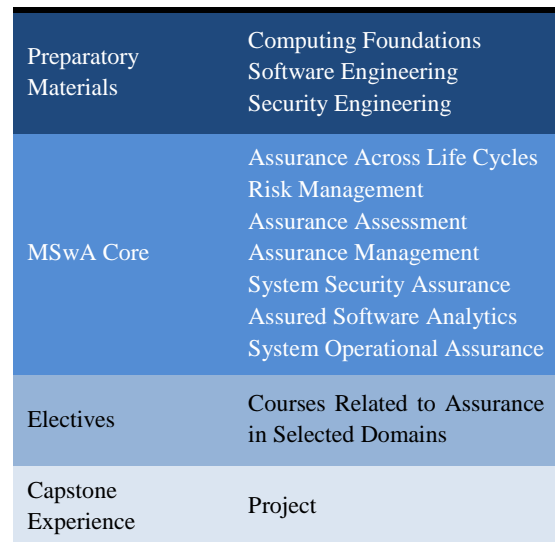 Preparatory
Materials
Computing Foundations
Software Engineering
Security Engineering
MSwA Core
Assurance Across Life Cycles
Risk Management
Assurance Assessment
Assurance Management
System Security Assurance
Assured Software Analytics
System Operational Assurance
Electives
Courses Related to Assurance
in Selected Domains
Capstone
Experience
Project